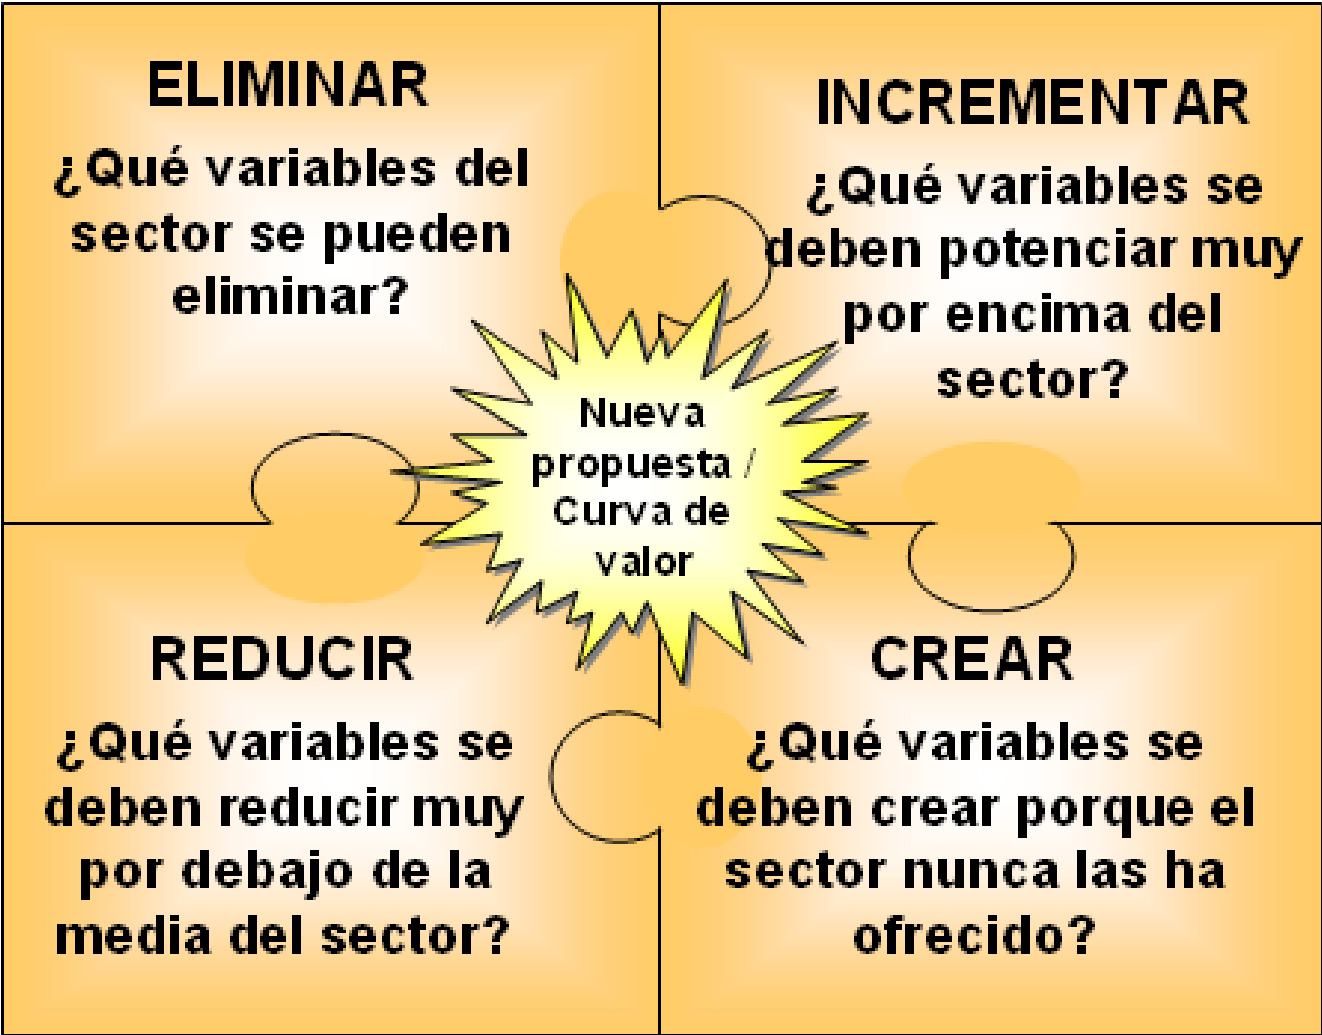 ELIMINAR
¿Qué variables del
sector se pueden
eliminar?
INCREMENTAR
¿Qué variables se
deben potenciar muy
por encima del
sector?
Nueva
propuesta /
Curva de
valor
REDUCIR
¿Qué variables se
deben reducir muy
por debajo de la
media del sector?
CREAR
¿Qué variables se
deben crear porque el
sector nunca las ha
ofrecido?